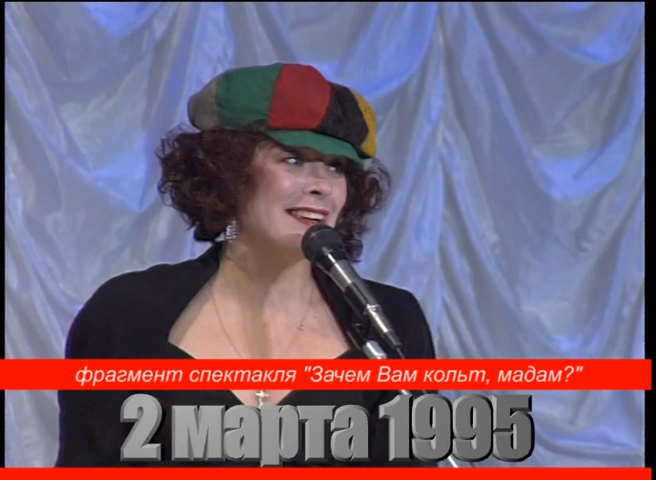 фрагмент спектакля "Зачем Вам кольт, мадам?"
2 марта 1995